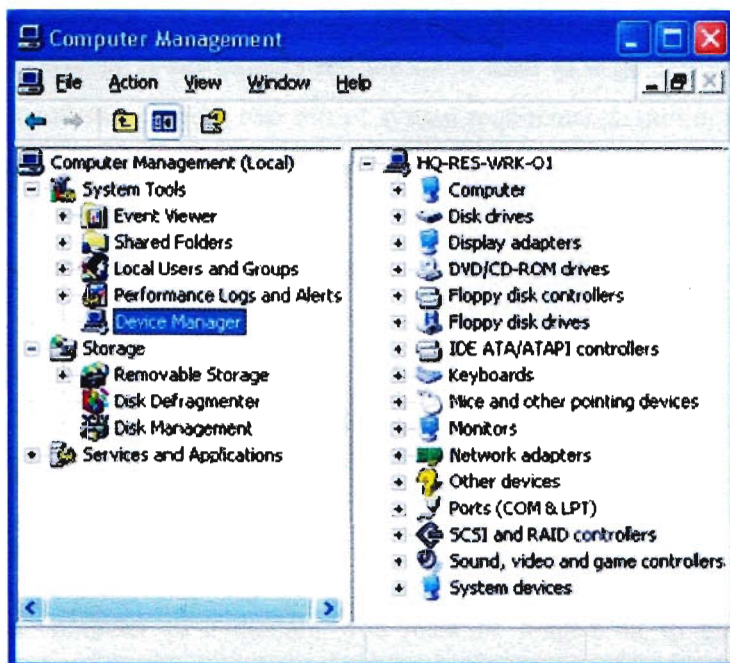 Computer Management
File Action View Window Help
Computer Management (Local)
System Tools
Event Viewer
Shared Folders
Local Users and Groups
Performance Logs and Alerts
Device Manager
Storage
Removable Storage
Disk Defragmenter
Disk Management
Services and Applications
HQ-RES-WRK-01
Computer
Disk drives
Display adapters
DVD/CD-ROM drives
Floppy disk controllers
Floppy disk drives
IDE ATA/ATAPI controllers
Keyboards
Mice and other pointing devices
Monitors
Network adapters
Other devices
Ports (COM & LPT)
SCSI and RAID controllers
Sound, video and game controllers
System devices